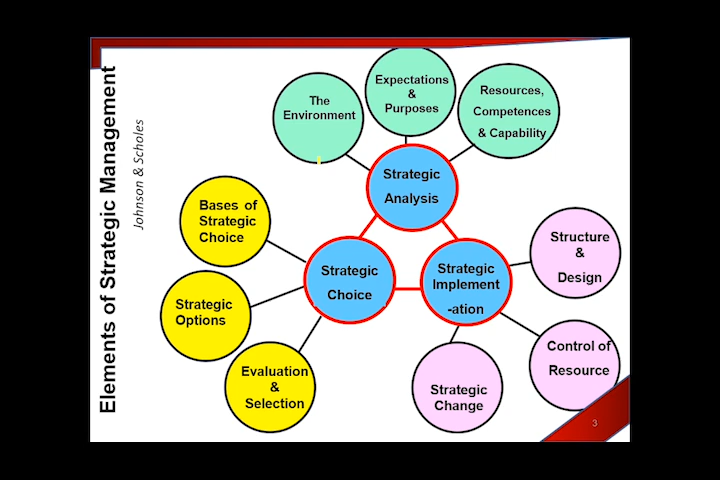 Elements of Strategic Management
Johnson & Scholes
The
Environment
Expectations
&
Purposes
Resources,
Competences
& Capability
Strategic
Analysis
Bases of
Strategic
Choice
Strategic
Options
Evaluation
&
Selection
Strategic
Choice
Strategic
Implement
-ation
Structure
&
Design
Control of
Resource
Strategic
Change
3